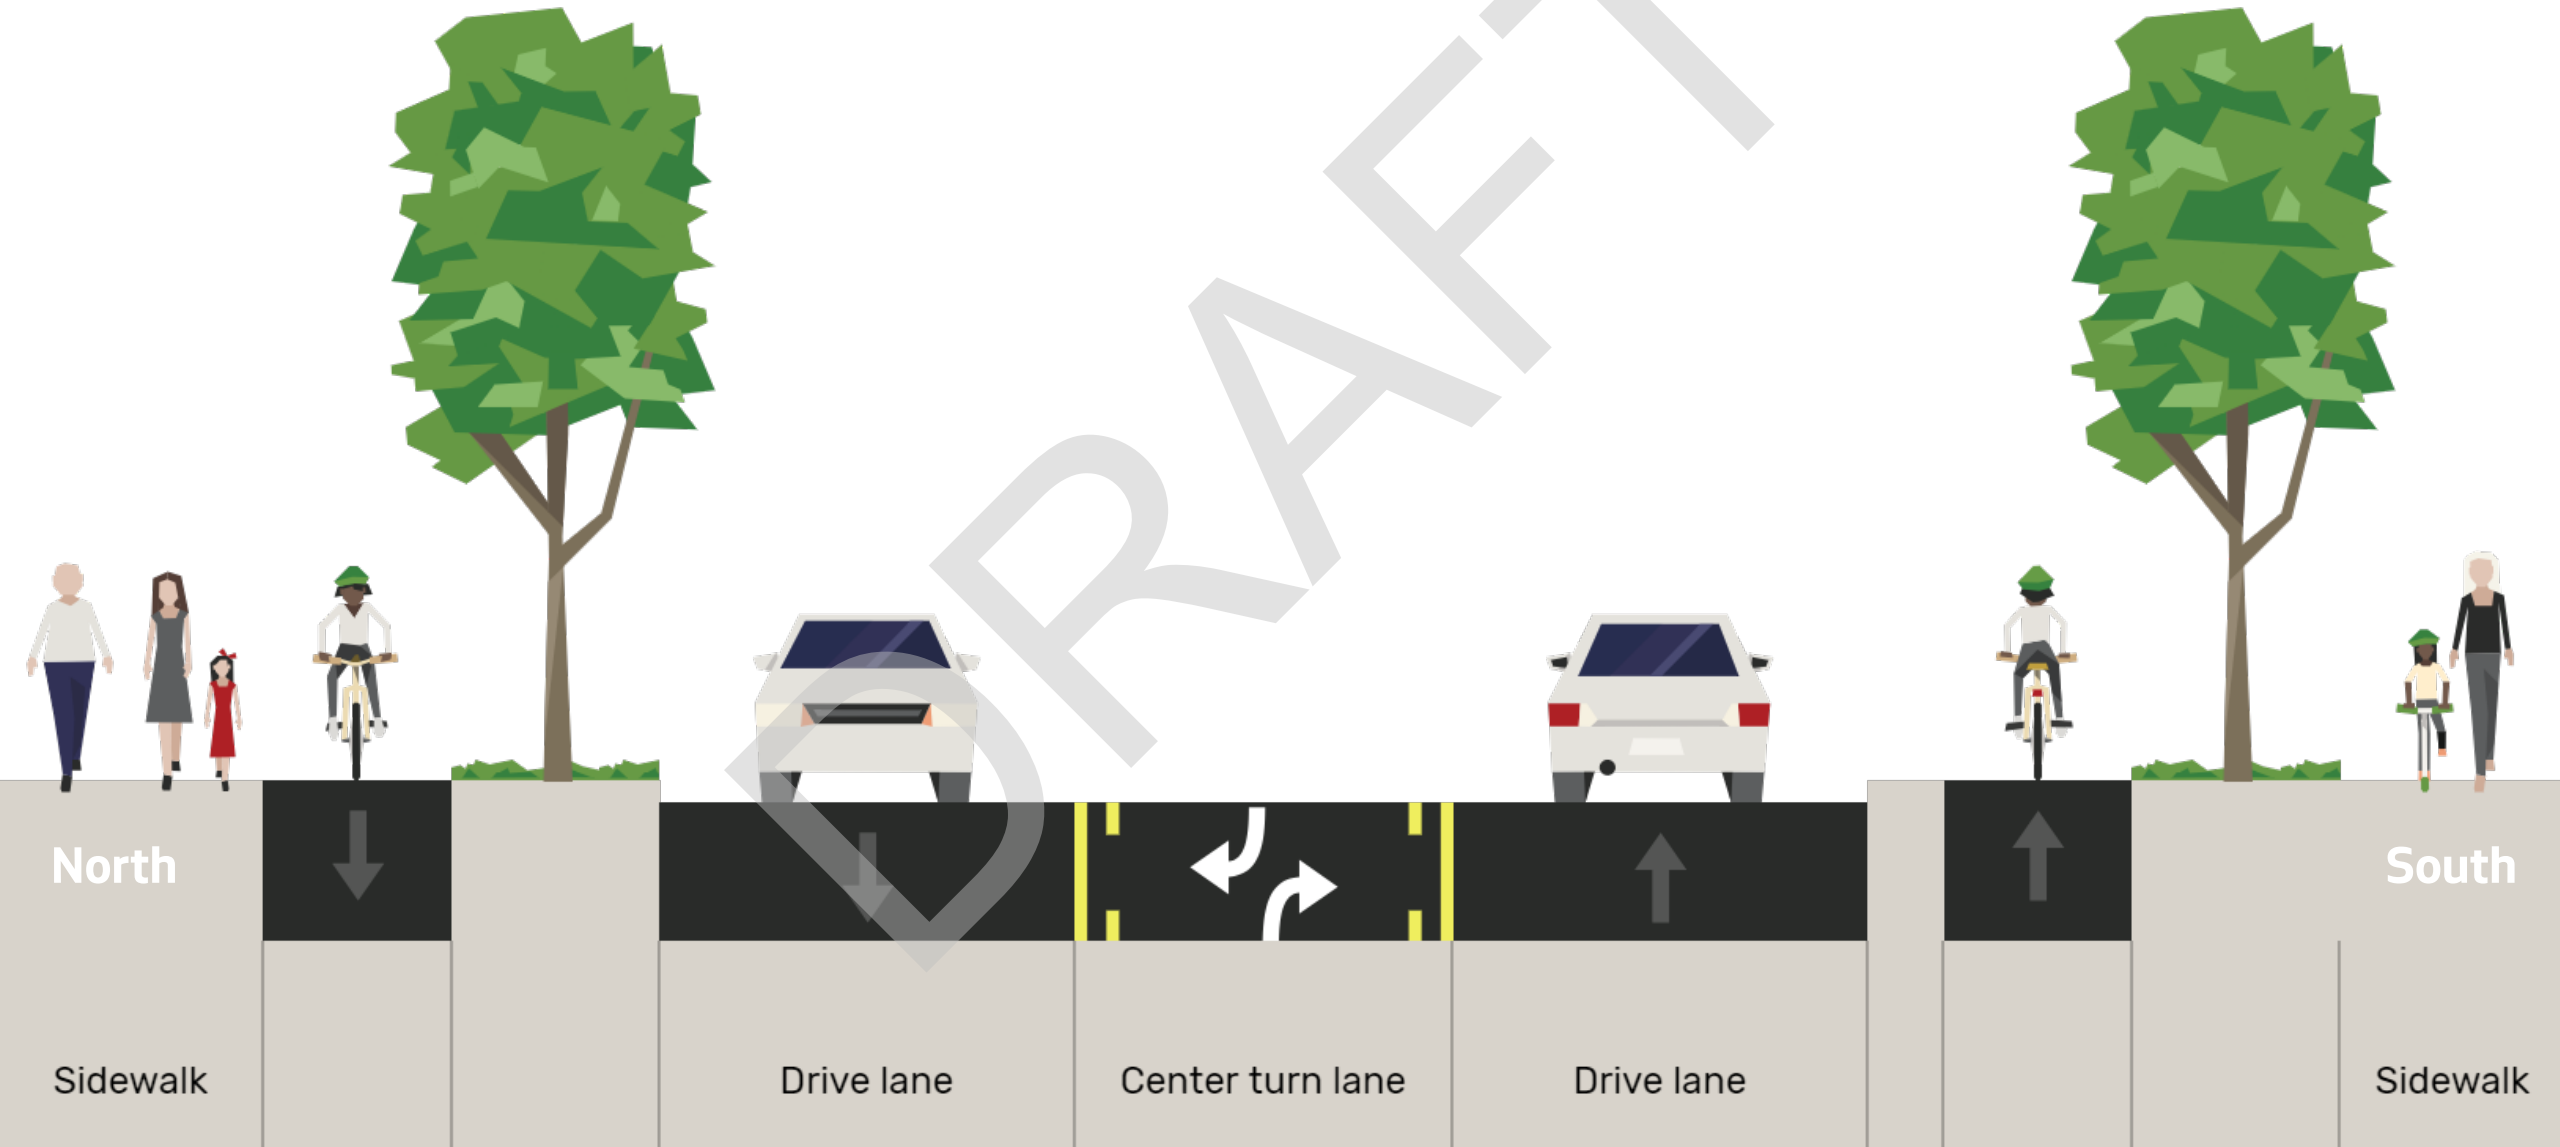 DRAFT
North
South
Sidewalk
Drive lane
Center turn lane
Drive lane
Sidewalk